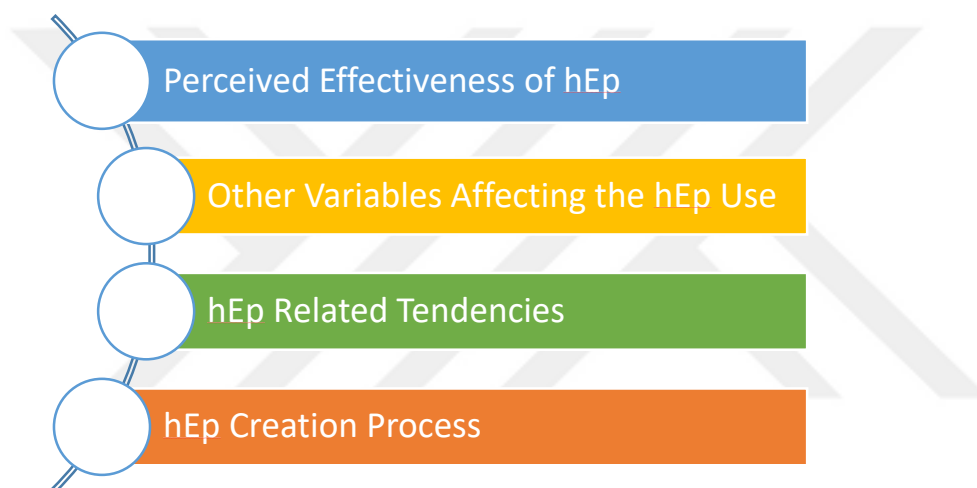 Perceived Effectiveness of hEp
Other Variables Affecting the hEp Use
hEp Related Tendencies
hEp Creation Process